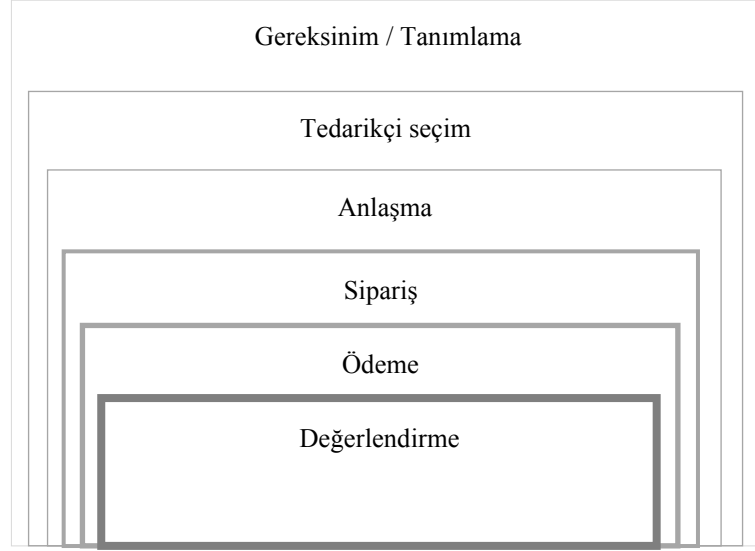 Gereksinim / Tanımlama
Tedarikçi seçim
Anlaşma
Sipariş
Ödeme
Değerlendirme